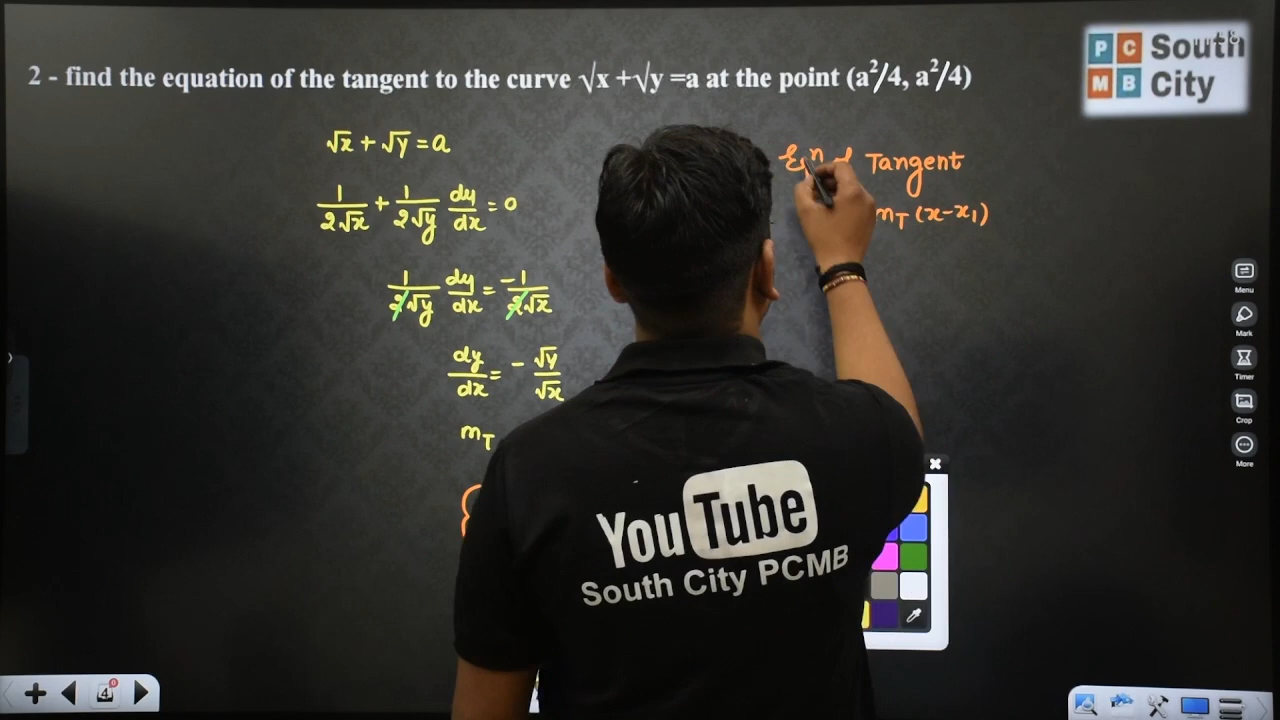 2 - find the equation of the tangent to the curve √x +√y =a at the point (a²/4, a²/4)
P C South
M B City
√x + √y = a
1/2√x + 1/2√y dy/dx = 0
1/2√y dy/dx = -1/2√x
dy/dx = - √y/√x
m_T
Tangent
m_T (x-x₁)
YouTube
South City PCMB
Menu
Mark
Timer
Crop
More
4
0